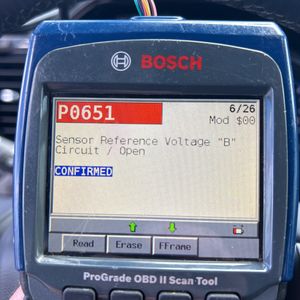 BOSCH
P0651
6/26
Mod $00
Sensor Reference Voltage "B"
Circuit / Open
CONFIRMED
Read Erase FFrame
ProGrade OBD II Scan Tool